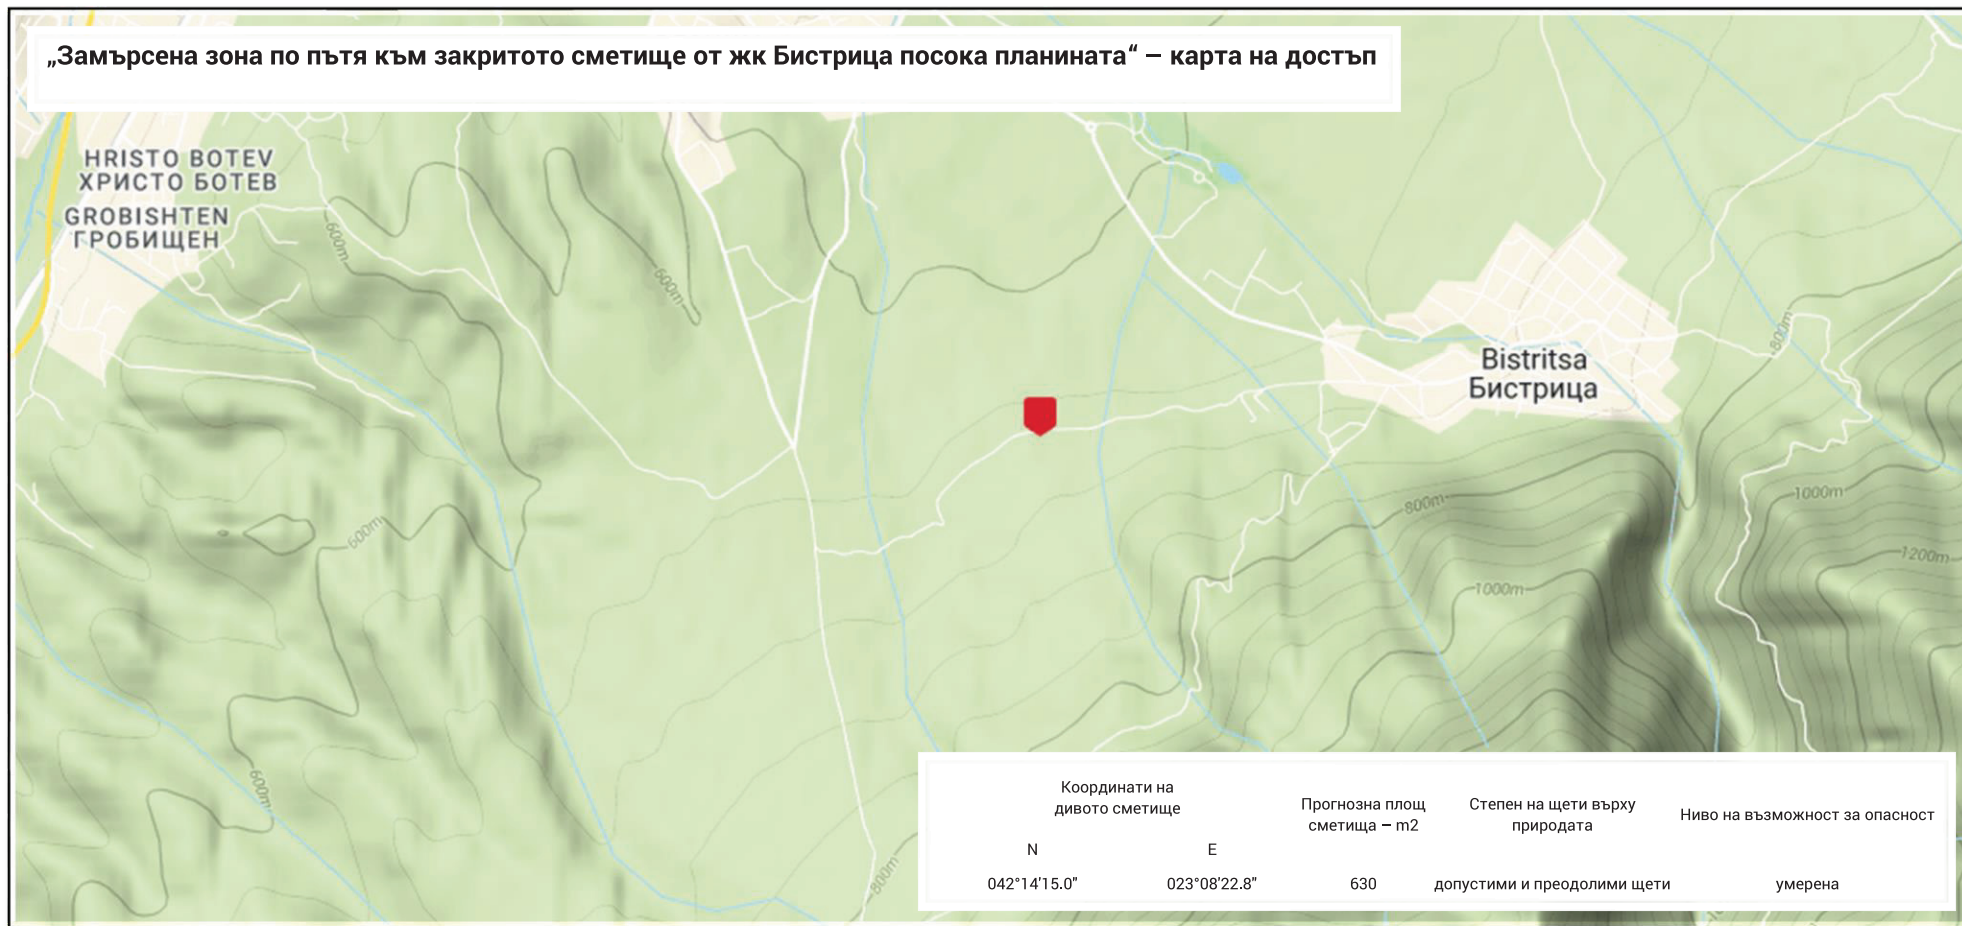 „Замърсена зона по пътя към закритото сметище от жк Бистрица посока планината“ – карта на достъп
HRISTO BOTEV
ХРИСТО БОТЕВ
GROBISHTEN
ГРОБИЩЕН
600m
600m
800m
Bistritsa
Бистрица
800m
1000m
600m
1200m
1000m
600m
800m
Координати на
дивото сметище
Прогнозна площ
сметища – m2
Степен на щети върху
природата
Ниво на възможност за опасност
N
E
042°14'15.0"
023°08'22.8"
630
допустими и преодолими щети
умерена